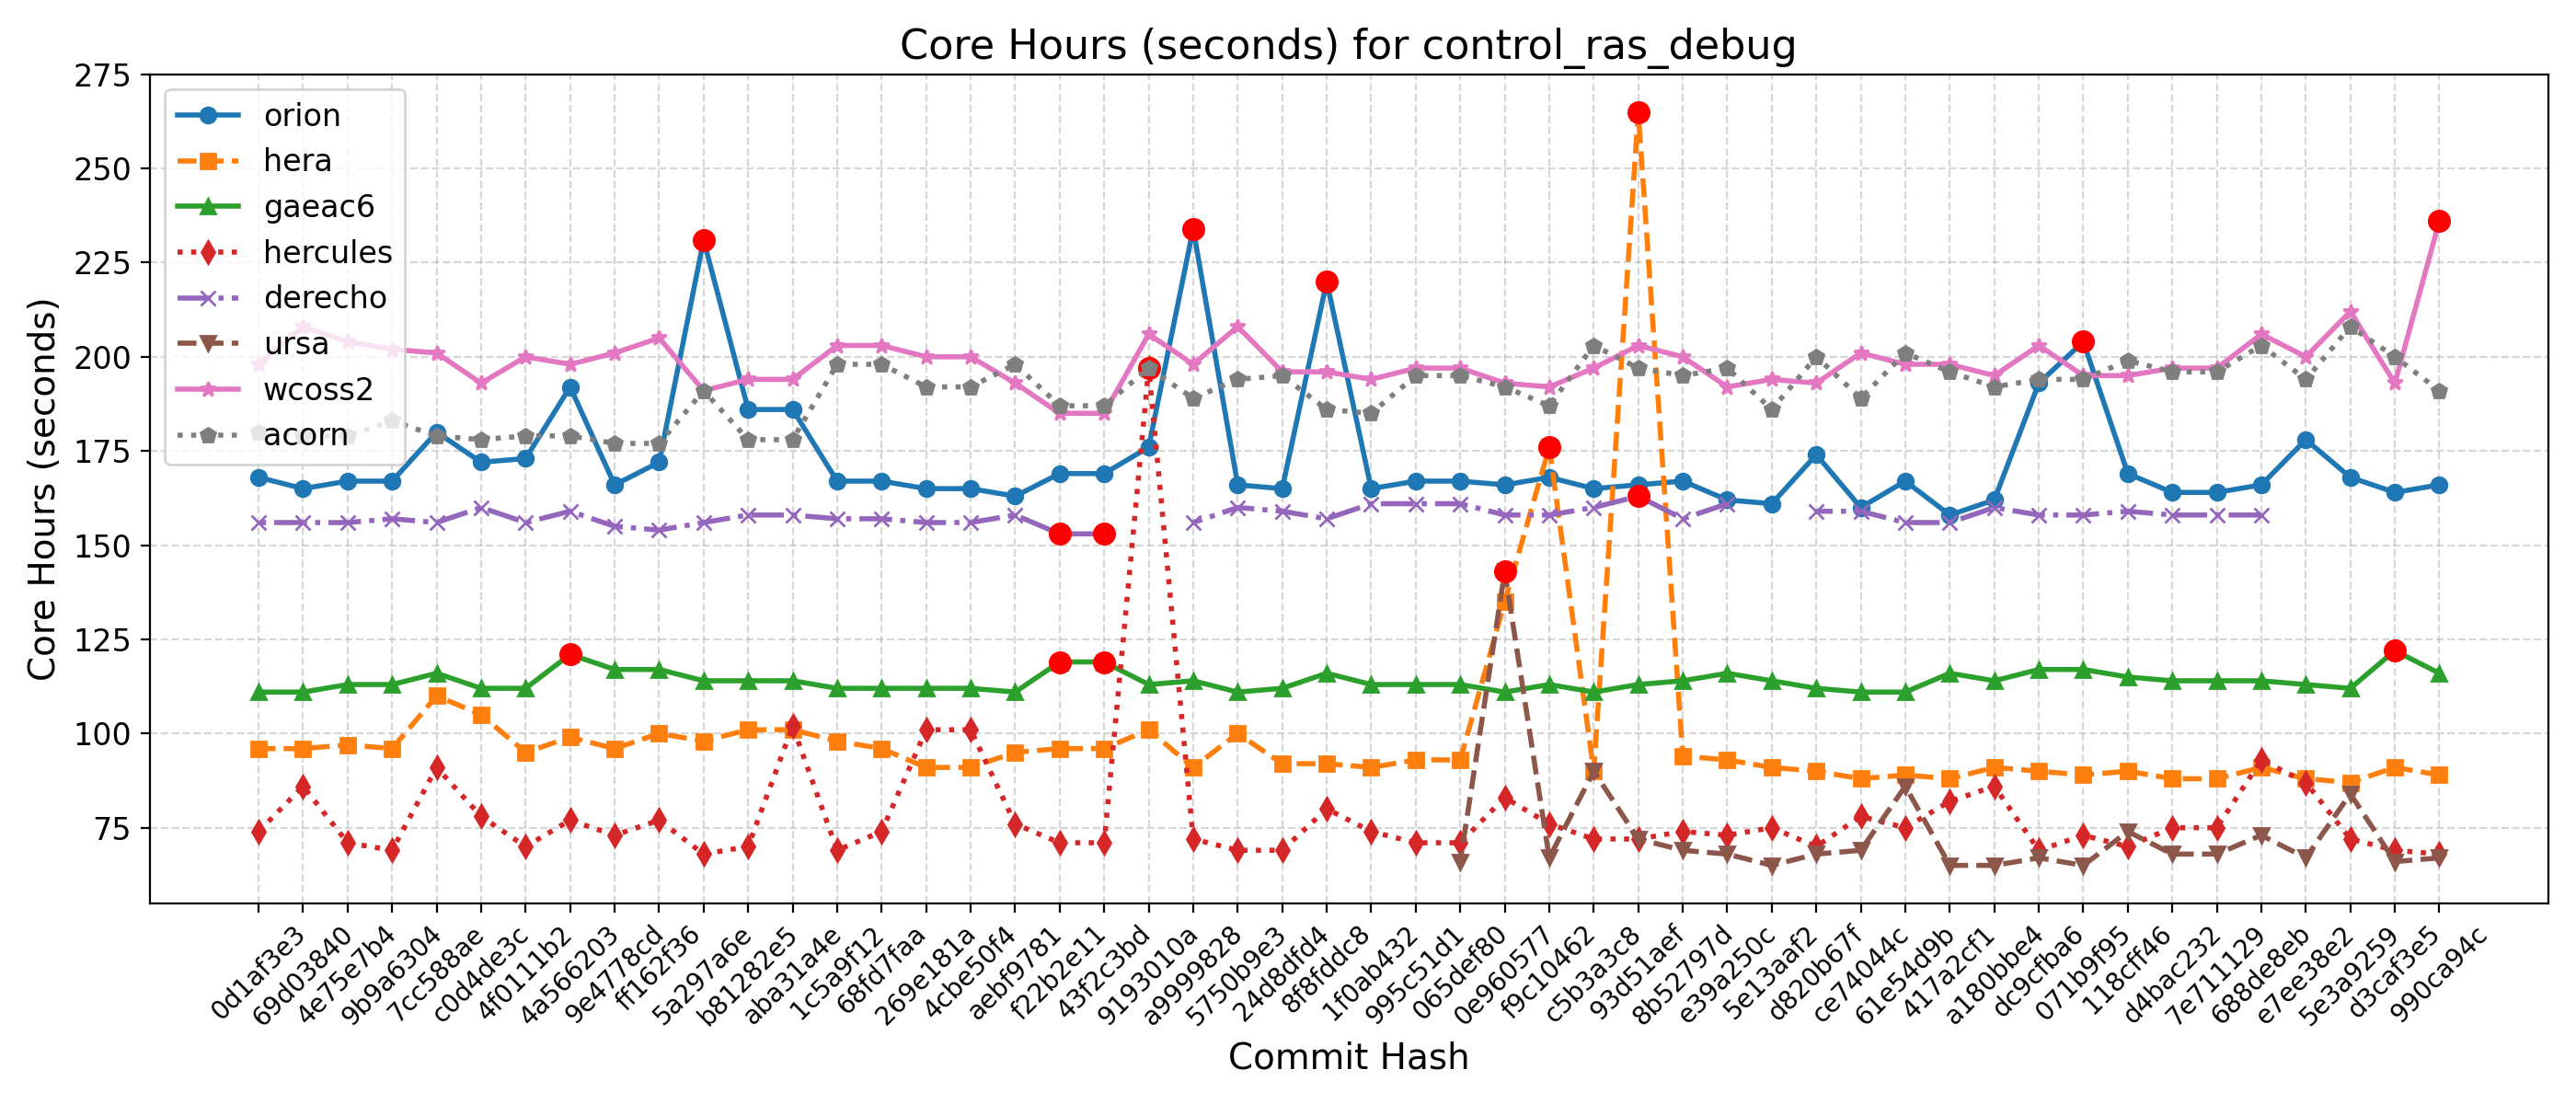 Core Hours (seconds) for control_ras_debug
Core Hours (seconds)
275
250
225
200
175
150
125
100
75
orion
hera
gaeac6
hercules
derecho
ursa
wcoss2
acorn
0d1af3e3
69d03840
4e75e7b4
9b9a6304
7cc588ae
c0d4de3c
4f0111b2
4a566203
9e4778cd
ff162f36
5a297a6e
b81282e5
aba31a4e
1c5a9f12
68fd7faa
269e181a
4cbe50f4
aebf9781
f22b2e11
43f2c3bd
9193010a
a9999828
5750b9e3
24d8dfd4
8f8fddc8
1f0ab432
995c51d1
065def80
0e960577
f9c10462
c5b3a3c8
93d51aef
8b52797d
e39a250c
5e13aaf2
d820b67f
ce74044c
61e54d9b
417a2cf1
a180bbe4
dc9cfba6
071b9f95
118cff46
d4bac232
7e711129
688de8eb
e7ee38e2
5e3a9259
d3caf3e5
990ca94c
Commit Hash